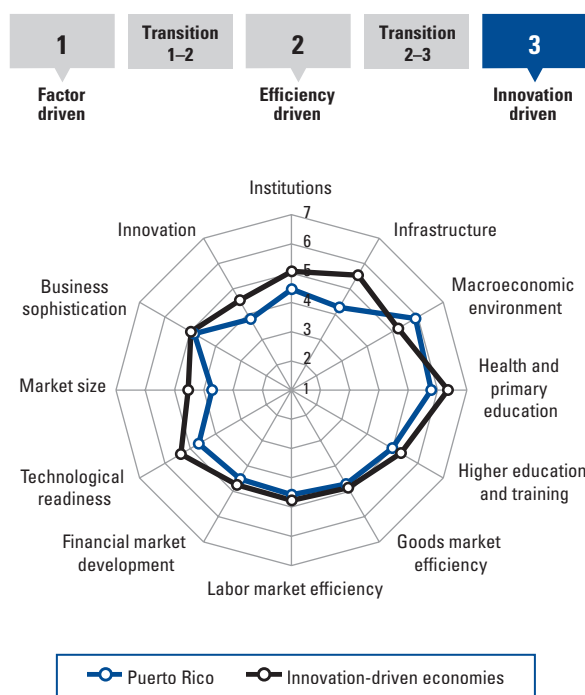 1
Transition
1–2
2
Transition
2–3
3
Factor
driven
Efficiency
driven
Innovation
driven
Institutions
Innovation
Infrastructure
Business
sophistication
Macroeconomic
environment
Market size
Health and
primary
education
Technological
readiness
Higher education
and training
Financial market
development
Goods market
efficiency
Labor market efficiency
7
6
5
4
3
2
1
Puerto Rico
Innovation-driven economies